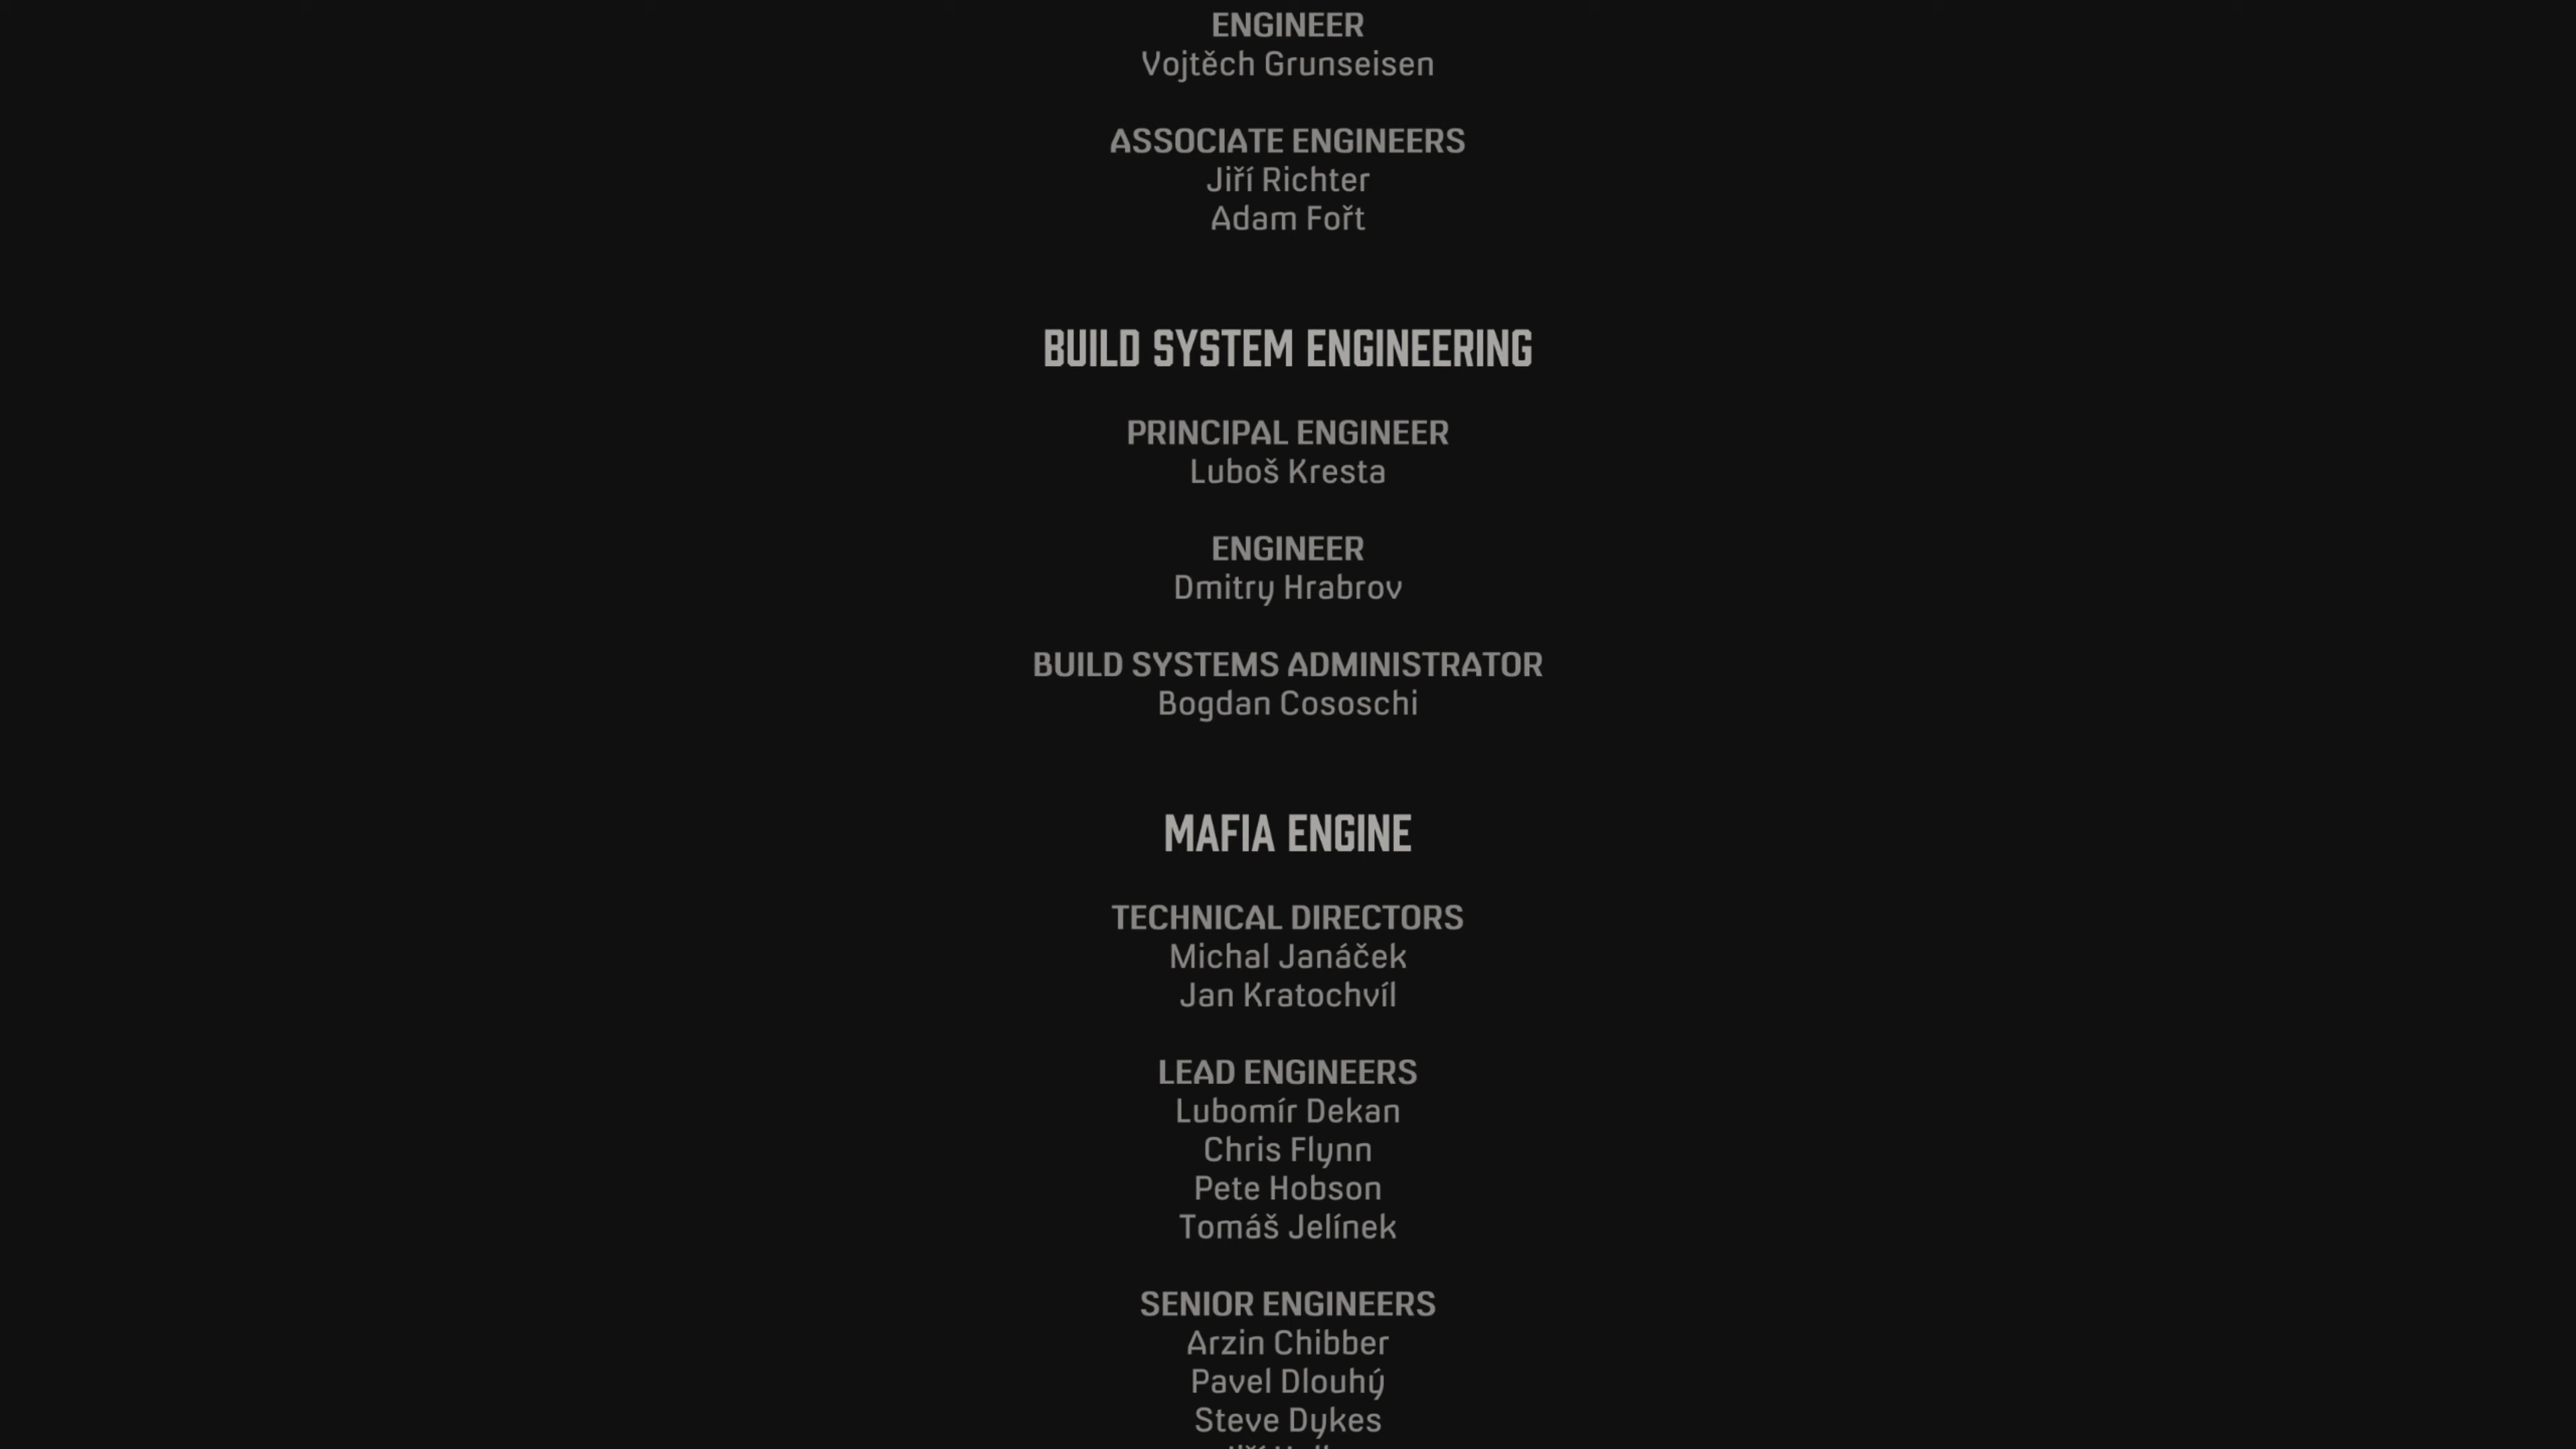 ENGINEER
Vojtěch Grunseisen
ASSOCIATE ENGINEERS
Jiří Richter
Adam Fořt
BUILD SYSTEM ENGINEERING
PRINCIPAL ENGINEER
Luboš Kresta
ENGINEER
Dmitry Hrabrov
BUILD SYSTEMS ADMINISTRATOR
Bogdan Cososchi
MAFIA ENGINE
TECHNICAL DIRECTORS
Michal Janáček
Jan Kratochvíl
LEAD ENGINEERS
Lubomír Dekan
Chris Flynn
Pete Hobson
Tomáš Jelínek
SENIOR ENGINEERS
Arzin Chibber
Pavel Dlouhý
Steve Dykes